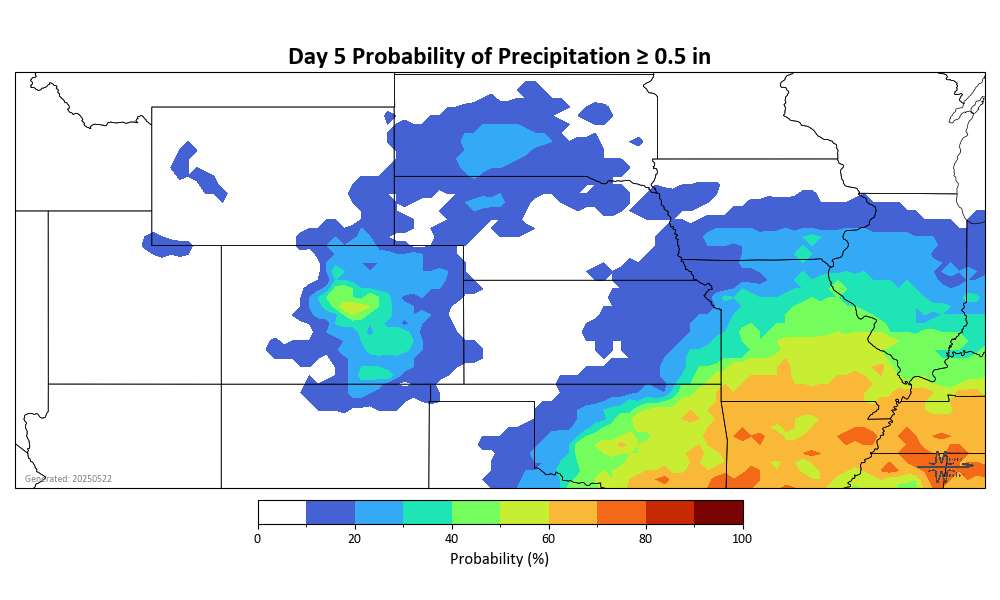 Day 5 Probability of Precipitation ≥ 0.5 in
Generated: 20250522
0 20 40 60 80 100
Probability (%)